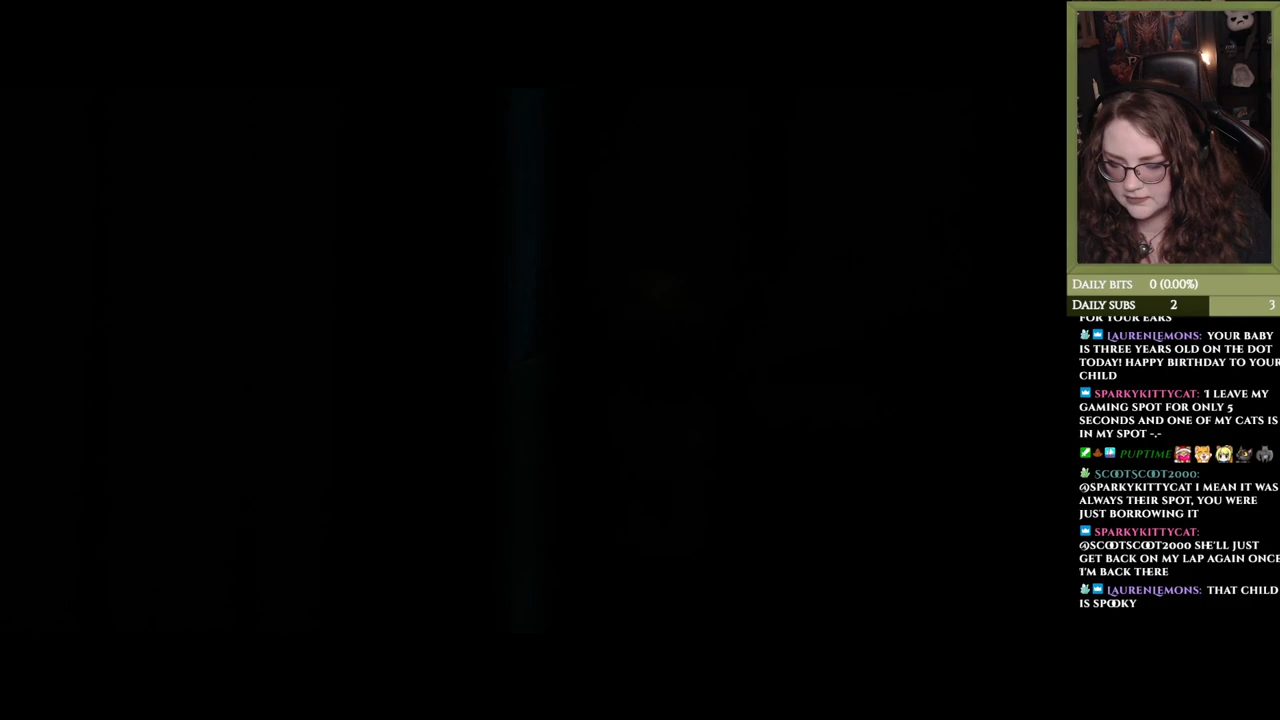 DAILY BITS 0 (0.00%)
DAILY SUBS 2 3
FOR YOUR EARS
LAURENLEMONS: YOUR BABY
IS THREE YEARS OLD ON THE DOT
TODAY! HAPPY BIRTHDAY TO YOUR
CHILD
SPARKYKITTYCAT: 'I LEAVE MY
GAMING SPOT FOR ONLY 5
SECONDS AND ONE OF MY CATS IS
IN MY SPOT -.-
PUPTIME
SCOOTSCOOT2000:
@SPARKYKITTYCAT I MEAN IT WAS
ALWAYS THEIR SPOT, YOU WERE
JUST BORROWING IT
SPARKYKITTYCAT:
@SCOOTSCOOT2000 SHE'LL JUST
GET BACK ON MY LAP AGAIN ONCE
I'M BACK THERE
LAURENLEMONS: THAT CHILD
IS SPOOKY